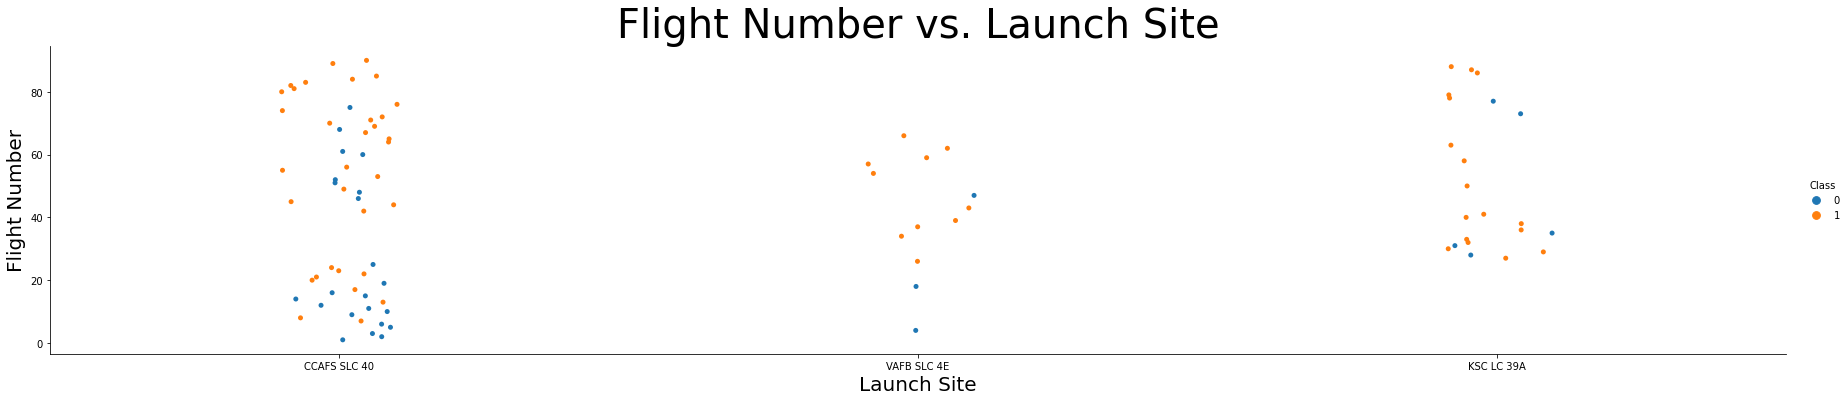 Flight Number vs. Launch Site
Flight Number
80
60
40
20
0
CCAFS SLC 40
VAFB SLC 4E
KSC LC 39A
Launch Site
Class
0
1